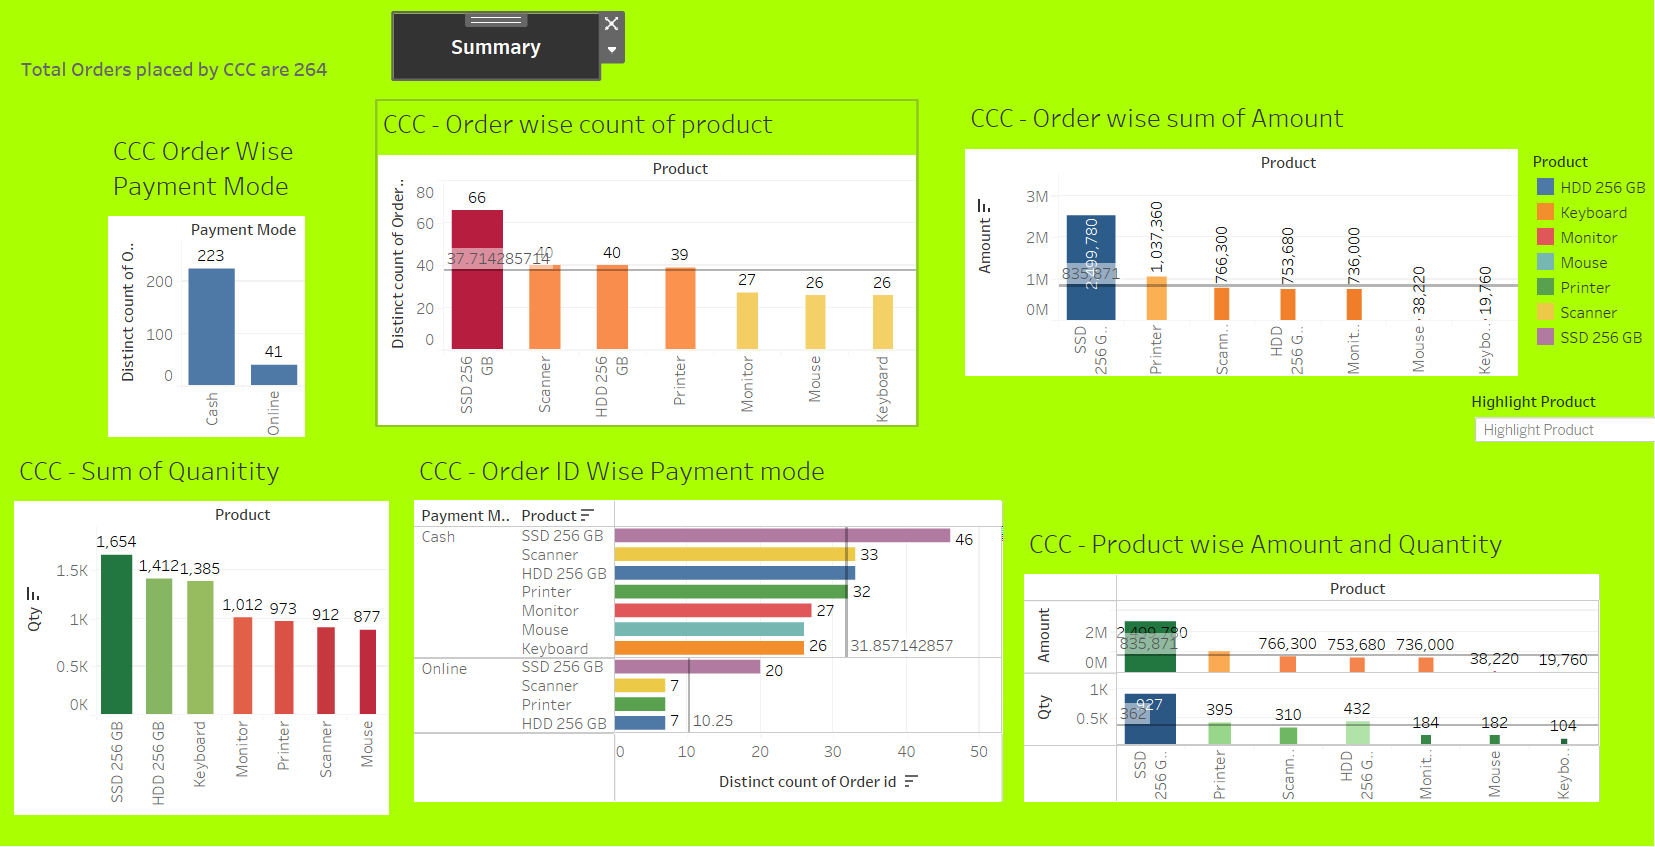 Summary
Total Orders placed by CCC are 264
CCC Order Wise
Payment Mode
Payment Mode
Distinct count of O..
223
41
200
100
0
Cash
Online
CCC - Order wise count of product
Product
Distinct count of Order..
80
60
40
20
0
66
40
40
39
27
26
26
37.714285714
SSD 256
GB
Scanner
HDD 256
GB
Printer
Monitor
Mouse
Keyboard
CCC - Order wise sum of Amount
Product
Amount
3M
2M
1M
0M
2,499,780
1,037,360
766,300
753,680
736,000
38,220
19,760
835,871
SSD
256 G..
Printer
Scann..
HDD
256 G..
Monit..
Mouse
Keybo..
Product
HDD 256 GB
Keyboard
Monitor
Mouse
Printer
Scanner
SSD 256 GB
Highlight Product
Highlight Product
CCC - Sum of Quanitity
Product
Qty
1.5K
1K
0.5K
0K
1,654
1,412
1,385
1,012
973
912
877
SSD 256 GB
HDD 256 GB
Keyboard
Monitor
Printer
Scanner
Mouse
CCC - Order ID Wise Payment mode
Payment M.. Product
Cash SSD 256 GB 46
Scanner 33
HDD 256 GB
Printer 32
Monitor 27
Mouse
Keyboard 26 31.857142857
Online SSD 256 GB 20
Scanner 7
Printer
HDD 256 GB 7 10.25
0 10 20 30 40 50
Distinct count of Order id
CCC - Product wise Amount and Quantity
Product
Amount
2M
0M
2,499,780
835,871
766,300
753,680
736,000
38,220
19,760
Qty
1K
0.5K
927
362
395
310
432
184
182
104
SSD
256 G..
Printer
Scann..
HDD
256 G..
Monit..
Mouse
Keybo..